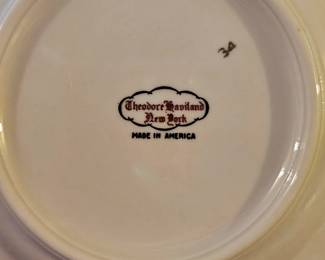 34
Theodore Haviland
New York
MADE IN AMERICA